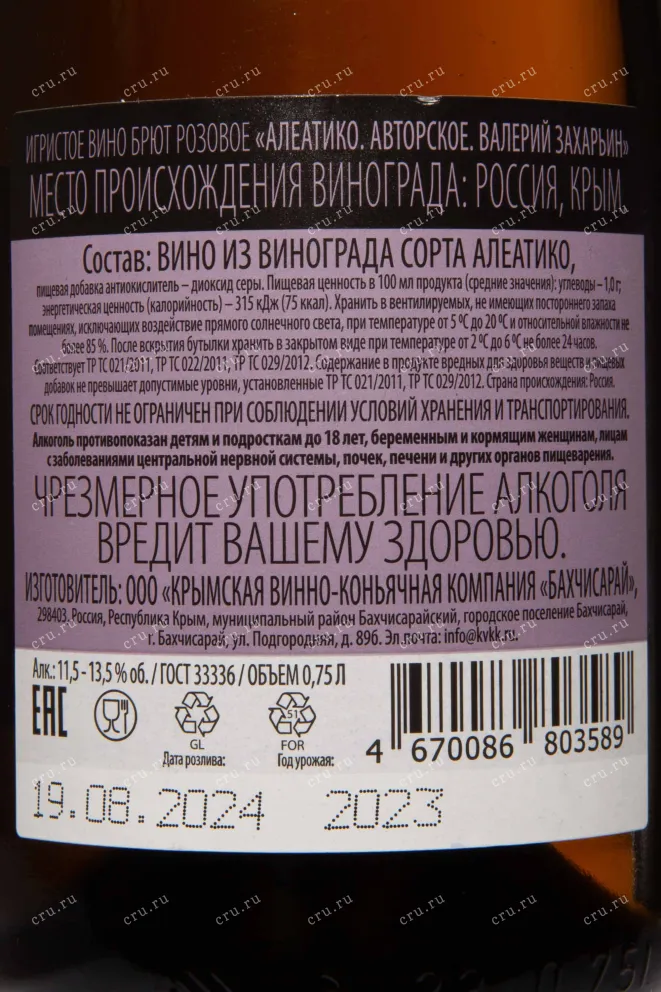 ИГРИСТОЕ ВИНО БРЮТ РОЗОВОЕ «АЛЕАТИКО. АВТОРСКОЕ. ВАЛЕРИЙ ЗАХАРЬИН»
МЕСТО ПРОИСХОЖДЕНИЯ ВИНОГРАДА: РОССИЯ, КРЫМ
Состав: ВИНО ИЗ ВИНОГРАДА СОРТА АЛЕАТИКО,
пищевая добавка антиокислитель – диоксид серы. Пищевая ценность в 100 мл продукта (средние значения): углеводы – 1,0 г;
энергетическая ценность (калорийность) – 315 кДж (75 ккал). Хранить в вентилируемых, не имеющих постороннего запаха
помещениях, исключающих воздействие прямого солнечного света, при температуре от 5 ºС до 20 ºС и относительной влажности не
более 85 %. После вскрытия бутылки хранить в закрытом виде при температуре от 2 ºС до 6 ºС не более 24 часов.
Соответствует ТР ТС 021/2011, ТР ТС 022/2011, ТР ТС 029/2012. Содержание в продукте вредных для здоровья веществ и пищевых
добавок не превышает допустимые уровни, установленные ТР ТС 021/2011, ТР ТС 029/2012. Страна происхождения: Россия.
СРОК ГОДНОСТИ НЕ ОГРАНИЧЕН ПРИ СОБЛЮДЕНИИ УСЛОВИЙ ХРАНЕНИЯ И ТРАНСПОРТИРОВАНИЯ.
Алкоголь противопоказан детям и подросткам до 18 лет, беременным и кормящим женщинам, лицам
с заболеваниями центральной нервной системы, почек, печени и других органов пищеварения.
ЧРЕЗМЕРНОЕ УПОТРЕБЛЕНИЕ АЛКОГОЛЯ
ВРЕДИТ ВАШЕМУ ЗДОРОВЬЮ.
ИЗГОТОВИТЕЛЬ: ООО «КРЫМСКАЯ ВИННО-КОНЬЯЧНАЯ КОМПАНИЯ «БАХЧИСАРАЙ»,
298403. Россия, Республика Крым, муниципальный район Бахчисарайский, городское поселение Бахчисарай,
г. Бахчисарай, ул. Подгородняя, д. 89б. Эл.почта: info@kvkk.ru.
Алк.: 11,5 - 13,5 % об. / ГОСТ 33336 / ОБЪЕМ 0,75 Л
EAC
51
GL
FOR
Дата розлива:
Год урожая:
4 670086 803589
19.08.2024 2023
cru.ru